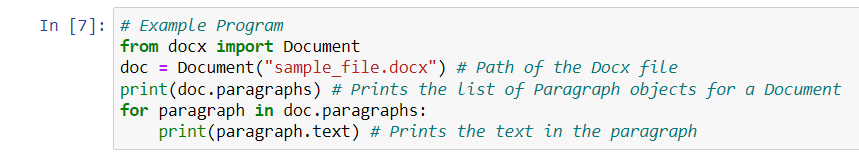 In [7]: # Example Program
from docx import Document
doc = Document("sample_file.docx") # Path of the Docx file
print(doc.paragraphs) # Prints the list of Paragraph objects for a Document
for paragraph in doc.paragraphs:
    print(paragraph.text) # Prints the text in the paragraph